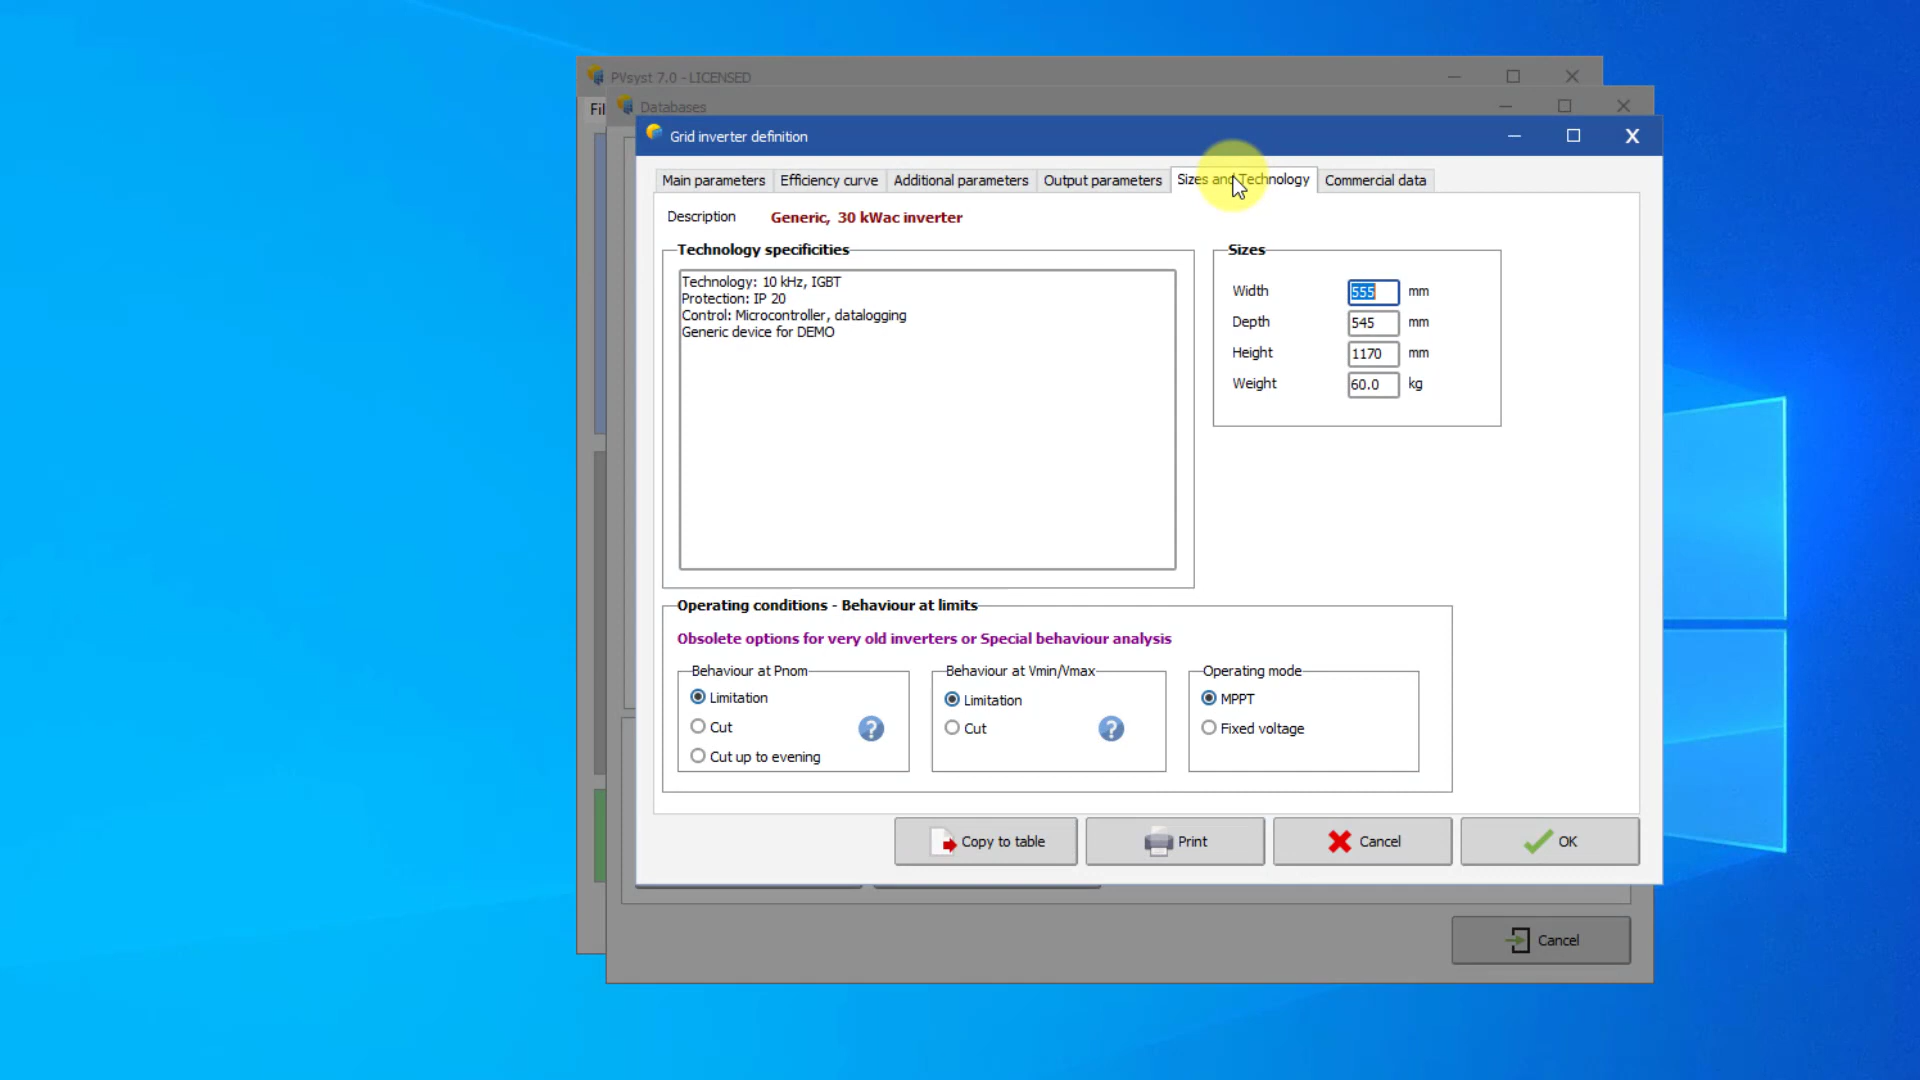 PVsyst 7.0 - LICENSED
Fil
Databases
Grid inverter definition
Main parameters Efficiency curve Additional parameters Output parameters Sizes and Technology Commercial data
Description Generic, 30 kWac inverter
Technology specificities
Technology: 10 kHz, IGBT
Protection: IP 20
Control: Microcontroller, datalogging
Generic device for DEMO
Sizes
Width 555 mm
Depth 545 mm
Height 1170 mm
Weight 60.0 kg
Operating conditions - Behaviour at limits
Obsolete options for very old inverters or Special behaviour analysis
Behaviour at Pnom
Limitation
Cut
Cut up to evening
?
Behaviour at Vmin/Vmax
Limitation
Cut
?
Operating mode
MPPT
Fixed voltage
Copy to table Print Cancel OK
Cancel